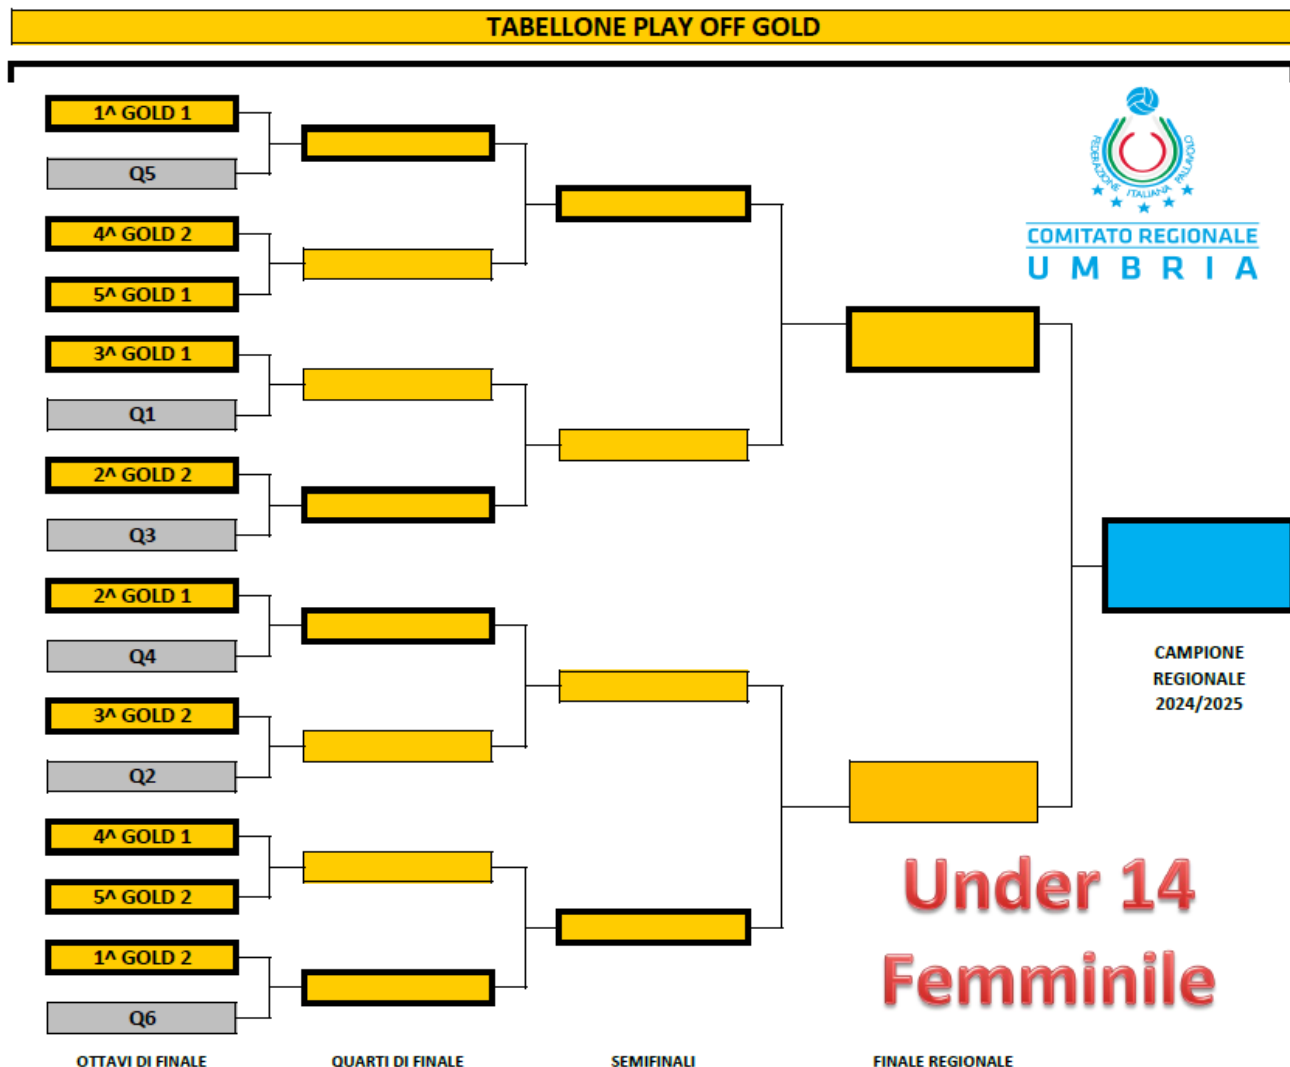 TABELLONE PLAY OFF GOLD
1^ GOLD 1
Q5
4^ GOLD 2
5^ GOLD 1
3^ GOLD 1
Q1
2^ GOLD 2
Q3
2^ GOLD 1
Q4
3^ GOLD 2
Q2
4^ GOLD 1
5^ GOLD 2
1^ GOLD 2
Q6
FEDERAZIONE ITALIANA PALLAVOLO
COMITATO REGIONALE
UMBRIA
CAMPIONE
REGIONALE
2024/2025
Under 14
Femminile
OTTAVI DI FINALE
QUARTI DI FINALE
SEMIFINALI
FINALE REGIONALE